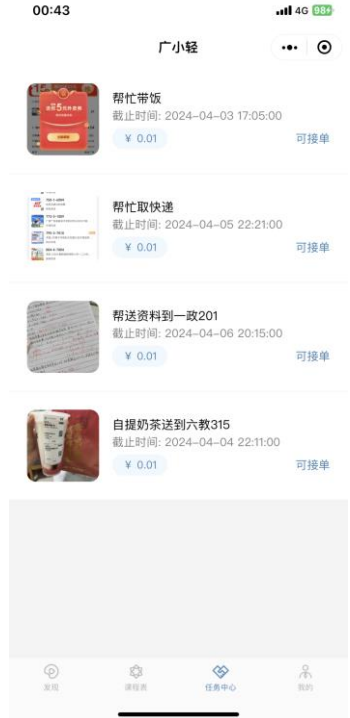 00:43
4G 98
广小轻
帮忙带饭
截止时间: 2024-04-03 17:05:00
¥ 0.01
可接单
帮忙取快递
截止时间: 2024-04-05 22:21:00
¥ 0.01
可接单
帮送资料到一政201
截止时间: 2024-04-06 20:15:00
¥ 0.01
可接单
自提奶茶送到六教315
截止时间: 2024-04-04 22:11:00
¥ 0.01
可接单
发现
课程表
任务中心
我的